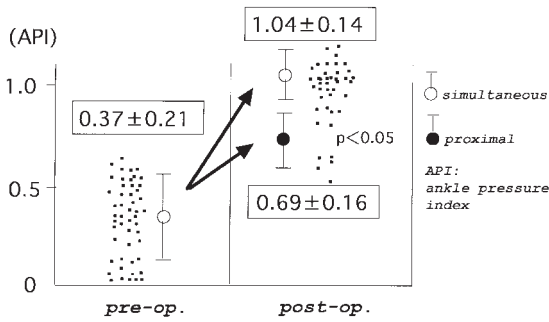 (API)
1.04±0.14
1.0
0.37±0.21
simultaneous
p<0.05
proximal
API:
ankle pressure
index
0.5
0.69±0.16
0
pre-op.
post-op.